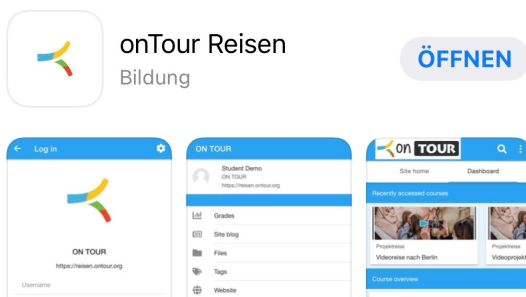 onTour Reisen
Bildung
ÖFFNEN
Log in
ON TOUR
https://reisen.ontour.org
Username
ON TOUR
Student Demo
ON TOUR
https://reisen.ontour.org
Grades
Site blog
Files
Tags
Website
on TOUR
Site home
Dashboard
Recently accessed courses
Projektreise
Videoreise nach Berlin
Projektreise
Videoprojekt
Course overview